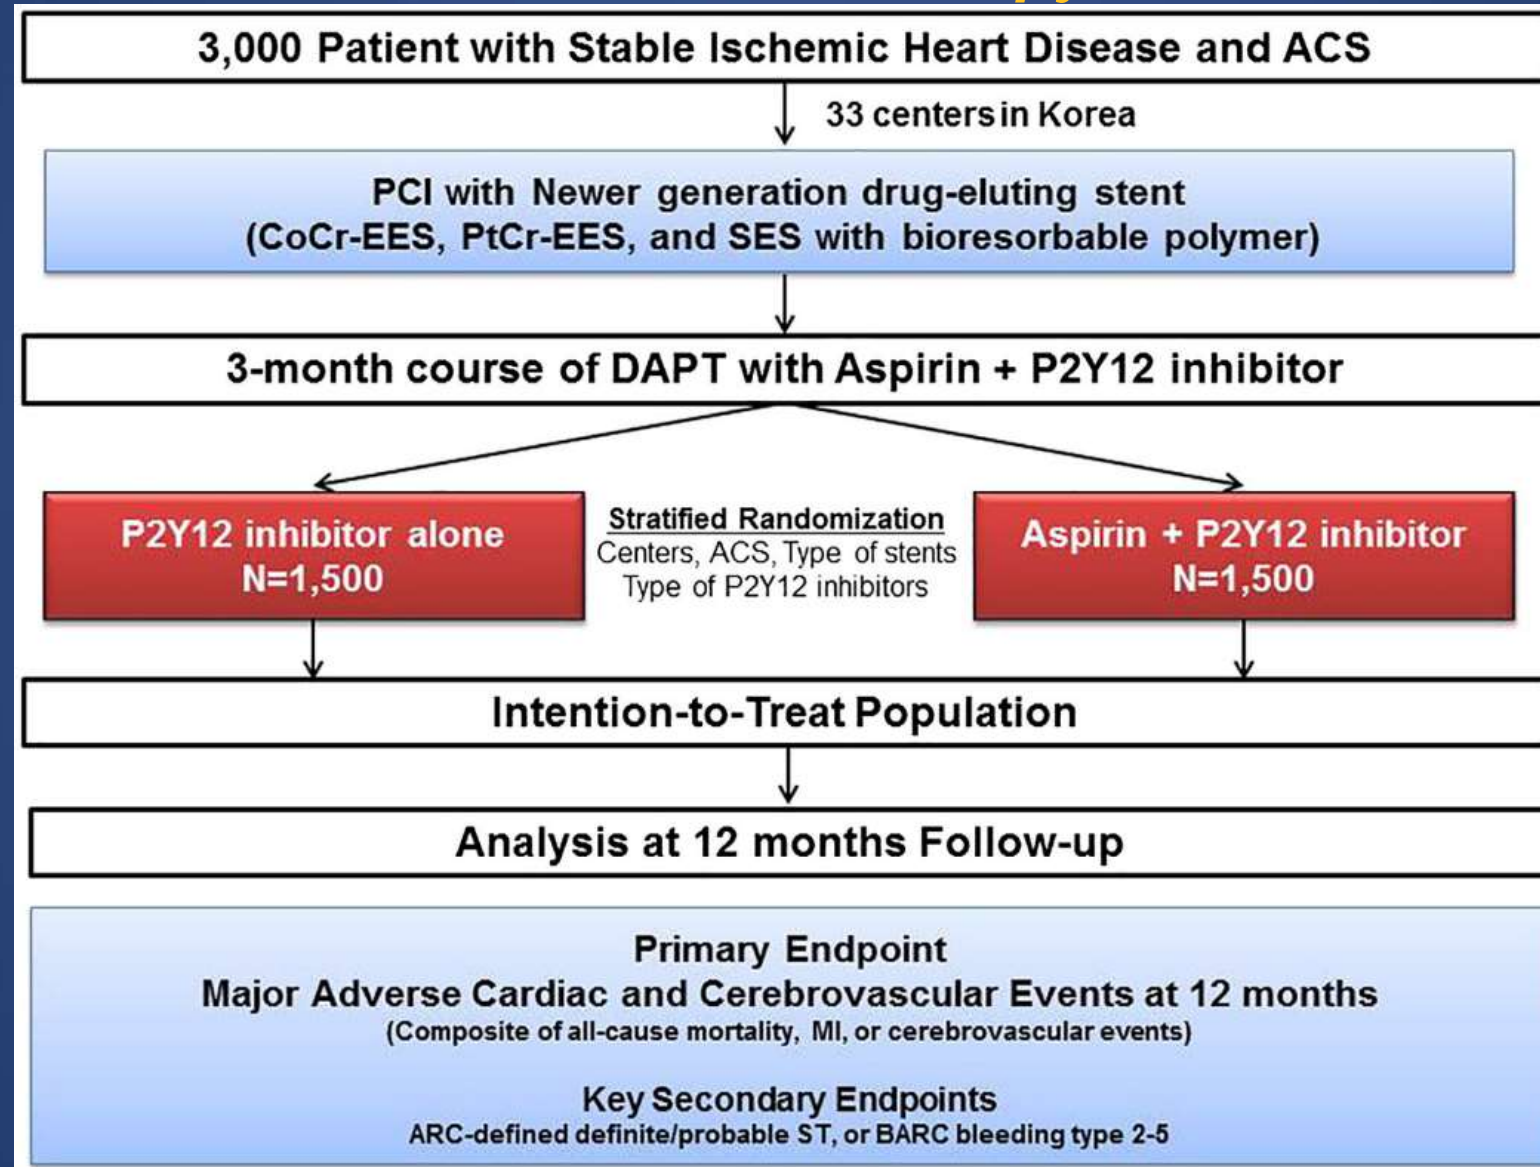 3,000 Patient with Stable Ischemic Heart Disease and ACS
33 centers in Korea
PCI with Newer generation drug-eluting stent
(CoCr-EES, PtCr-EES, and SES with bioresorbable polymer)
3-month course of DAPT with Aspirin + P2Y12 inhibitor
P2Y12 inhibitor alone
N=1,500
Stratified Randomization
Centers, ACS, Type of stents
Type of P2Y12 inhibitors
Aspirin + P2Y12 inhibitor
N=1,500
Intention-to-Treat Population
Analysis at 12 months Follow-up
Primary Endpoint
Major Adverse Cardiac and Cerebrovascular Events at 12 months
(Composite of all-cause mortality, MI, or cerebrovascular events)
Key Secondary Endpoints
ARC-defined definite/probable ST, or BARC bleeding type 2-5